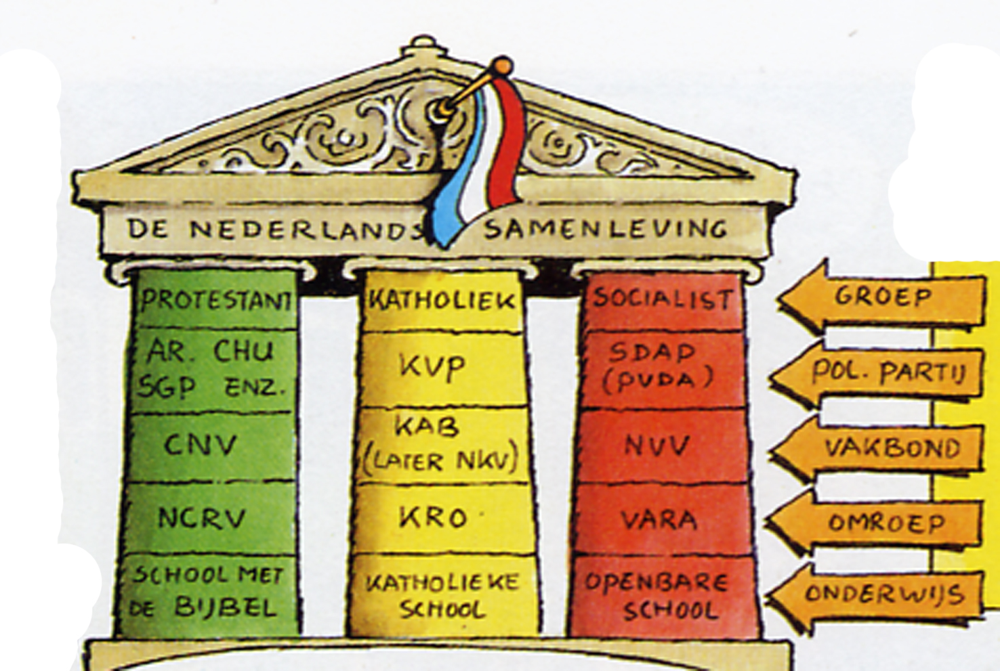 DE NEDERLANDS SAMENLEVING
PROTESTANT KATHOLIEK SOCIALIST GROEP
AR. CHU
SGP ENZ.
KVP
SDAP
(PVDA)
POL. PARTIJ
CNV
KAB
(LATER NKV)
NVV
VAKBOND
NCRV KRO VARA OMROEP
SCHOOL MET
DE BIJBEL
KATHOLIEKE
SCHOOL
OPENBARE
SCHOOL
ONDERWIJS